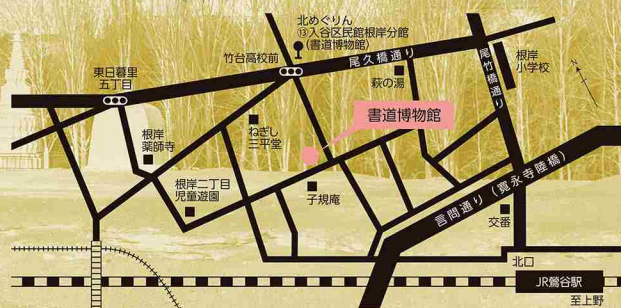 北めぐりん
⑬入谷区民館根岸分館
(書道博物館)
竹台高校前
尾久橋通り
尾竹橋通り
根岸
小学校
東日暮里
五丁目
萩の湯
書道博物館
根岸
薬師寺
ねぎし
三平堂
根岸二丁目
児童遊園
子規庵
言問通り(寛永寺陸橋)
交番
北口
JR鶯谷駅
至上野
N